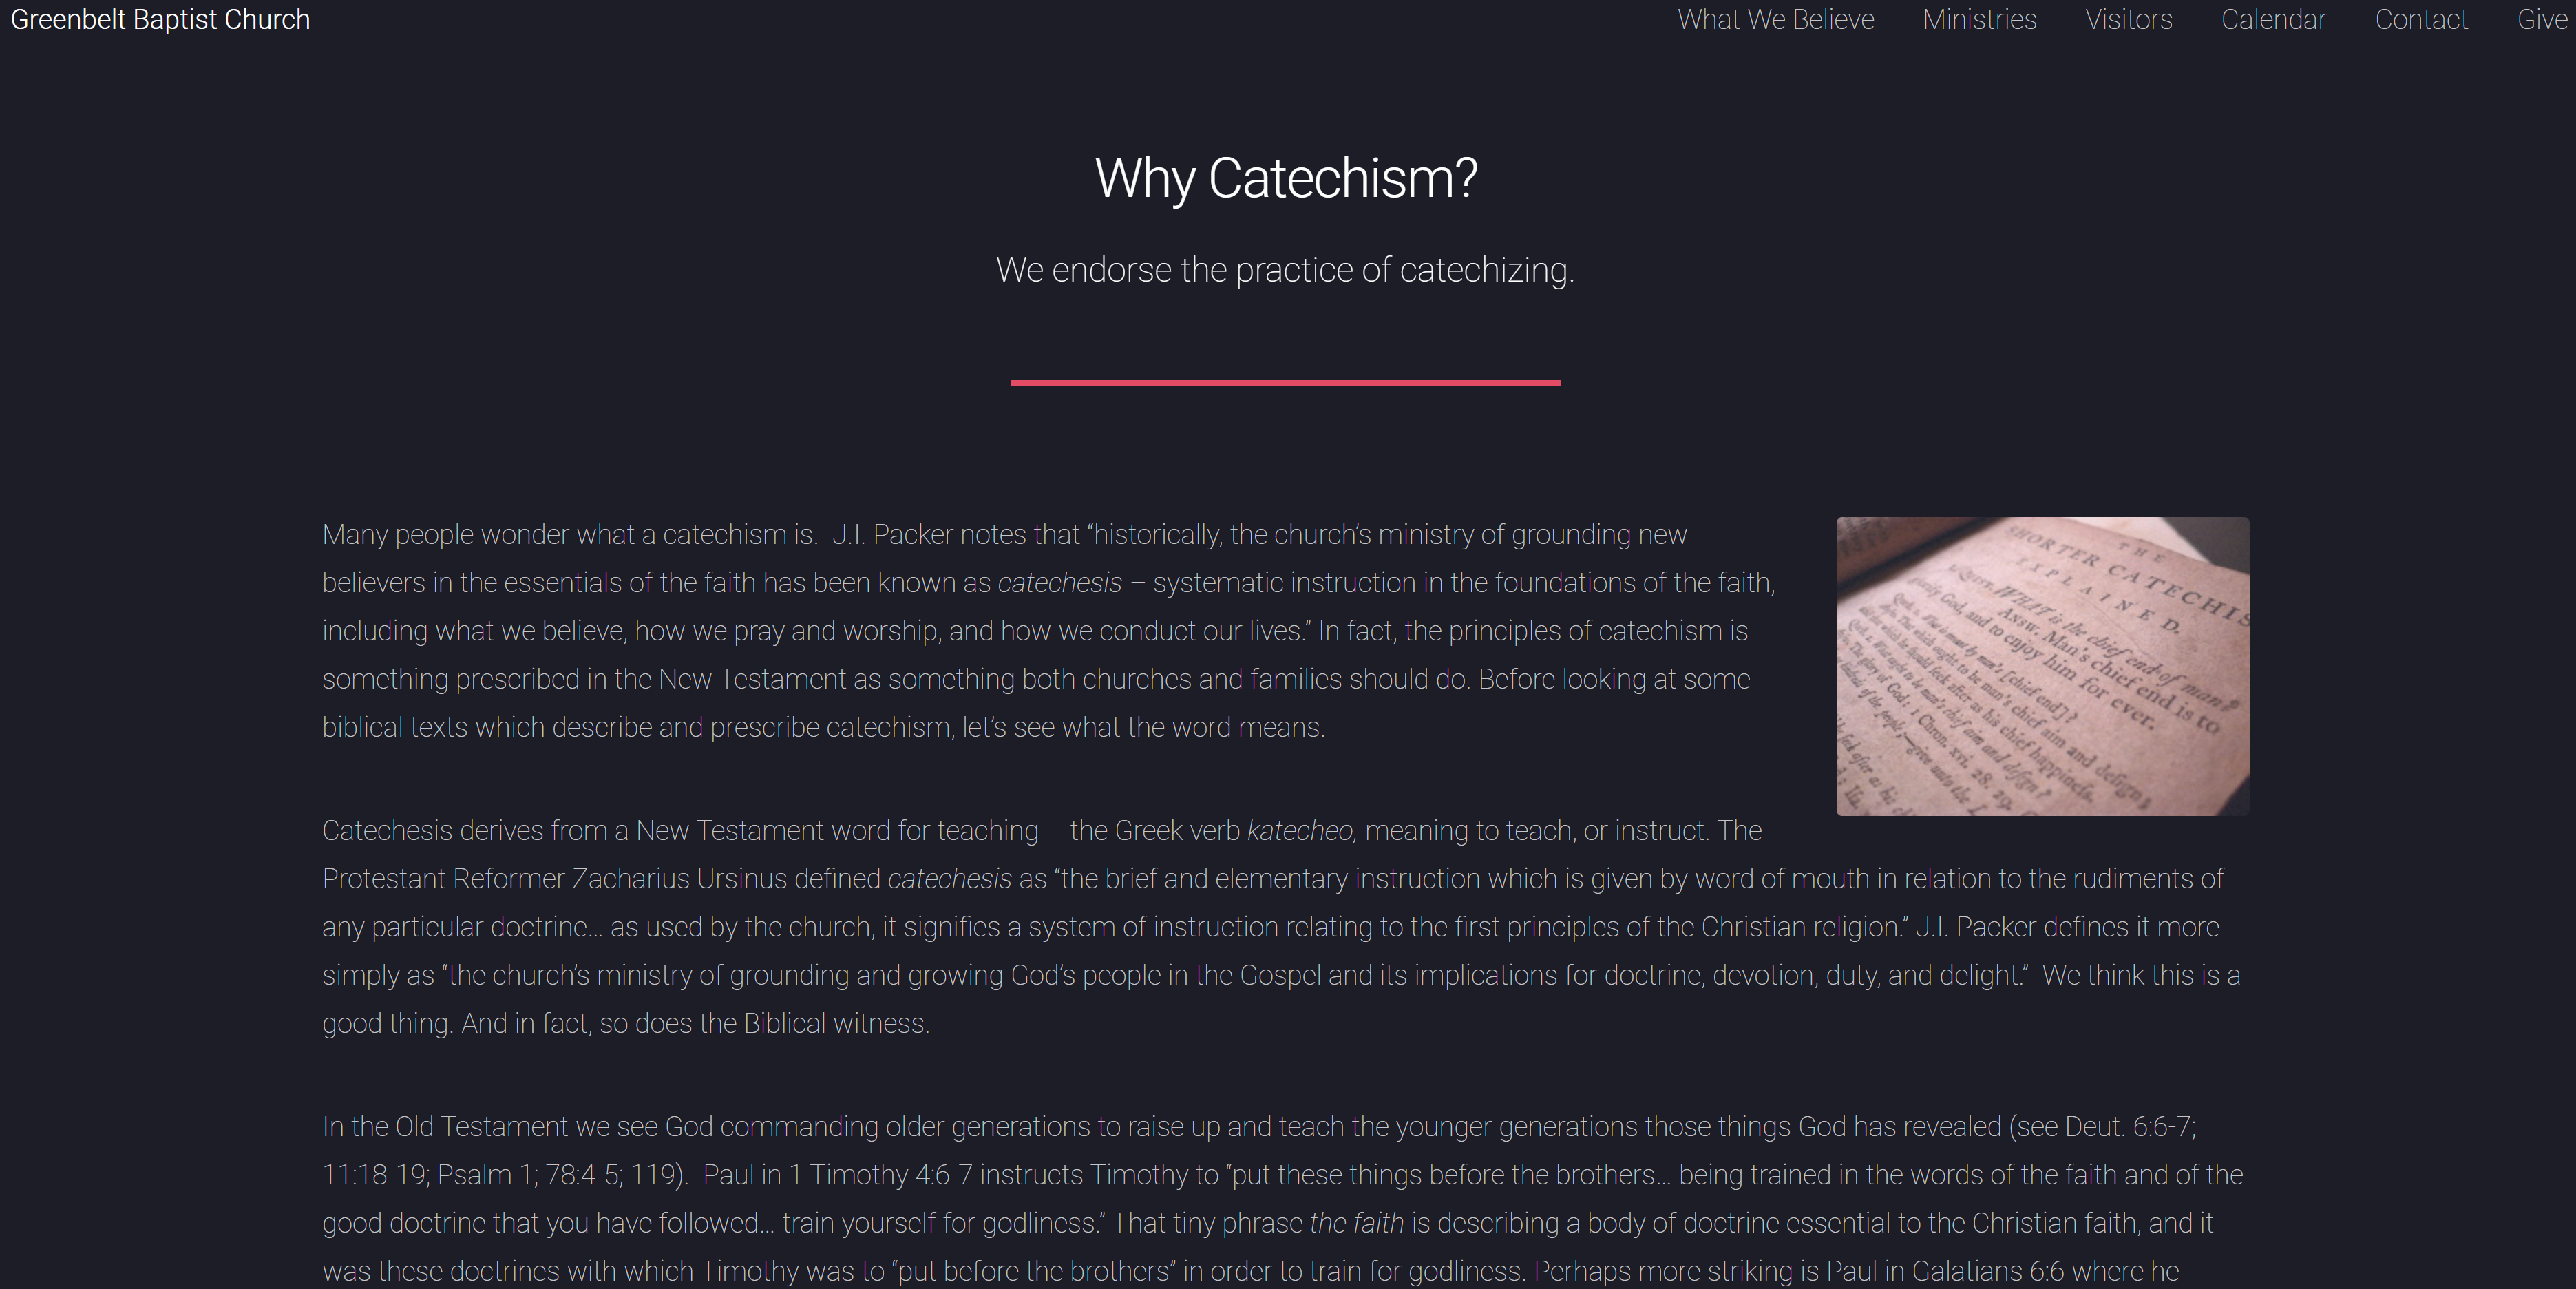 Greenbelt Baptist Church
What We Believe
Ministries
Visitors
Calendar
Contact
Give
Why Catechism?
We endorse the practice of catechizing.
Many people wonder what a catechism is.  J.I. Packer notes that “historically, the church’s ministry of grounding new
believers in the essentials of the faith has been known as catechesis – systematic instruction in the foundations of the faith,
including what we believe, how we pray and worship, and how we conduct our lives.” In fact, the principles of catechism is
something prescribed in the New Testament as something both churches and families should do. Before looking at some
biblical texts which describe and prescribe catechism, let’s see what the word means.
THE
SHORTER CATECHIS
EXPLAINED.
WHAT is the chief end of man?
Answ. Man's chief end is to
glorify God, and to enjoy him for ever.
Catechesis derives from a New Testament word for teaching – the Greek verb katecheo, meaning to teach, or instruct. The
Protestant Reformer Zacharius Ursinus defined catechesis as “the brief and elementary instruction which is given by word of mouth in relation to the rudiments of
any particular doctrine… as used by the church, it signifies a system of instruction relating to the first principles of the Christian religion.” J.I. Packer defines it more
simply as “the church’s ministry of grounding and growing God’s people in the Gospel and its implications for doctrine, devotion, duty, and delight.”  We think this is a
good thing. And in fact, so does the Biblical witness.
In the Old Testament we see God commanding older generations to raise up and teach the younger generations those things God has revealed (see Deut. 6:6-7;
11:18-19; Psalm 1; 78:4-5; 119).  Paul in 1 Timothy 4:6-7 instructs Timothy to “put these things before the brothers… being trained in the words of the faith and of the
good doctrine that you have followed… train yourself for godliness.” That tiny phrase the faith is describing a body of doctrine essential to the Christian faith, and it
was these doctrines with which Timothy was to “put before the brothers” in order to train for godliness. Perhaps more striking is Paul in Galatians 6:6 where he